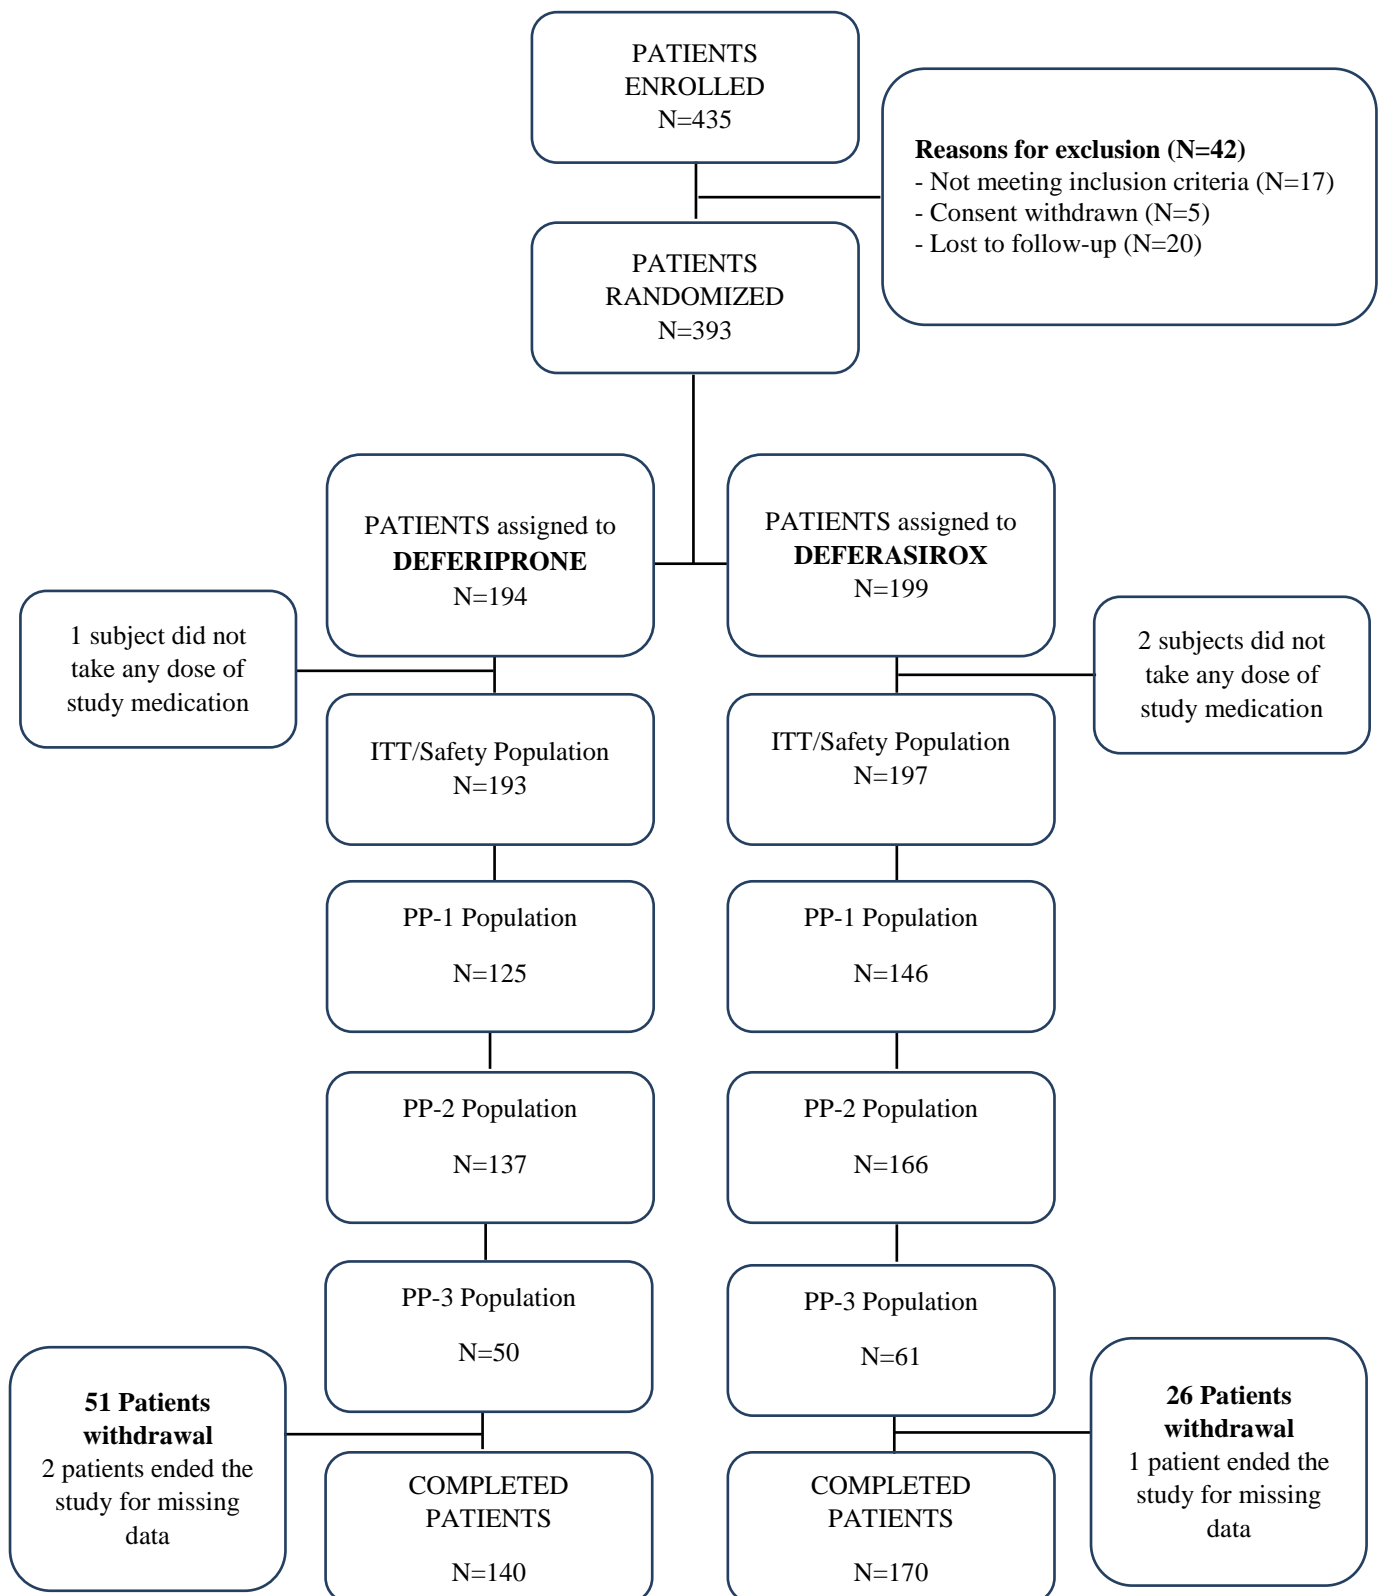 PATIENTS
ENROLLED
N=435
Reasons for exclusion (N=42)
- Not meeting inclusion criteria (N=17)
- Consent withdrawn (N=5)
- Lost to follow-up (N=20)
PATIENTS
RANDOMIZED
N=393
PATIENTS assigned to
DEFERIPRONE
N=194
PATIENTS assigned to
DEFERASIROX
N=199
1 subject did not
take any dose of
study medication
2 subjects did not
take any dose of
study medication
ITT/Safety Population
N=193
ITT/Safety Population
N=197
PP-1 Population
N=125
PP-1 Population
N=146
PP-2 Population
N=137
PP-2 Population
N=166
PP-3 Population
N=50
PP-3 Population
N=61
51 Patients
withdrawal
2 patients ended the
study for missing
data
26 Patients
withdrawal
1 patient ended the
study for missing
data
COMPLETED
PATIENTS
N=140
COMPLETED
PATIENTS
N=170